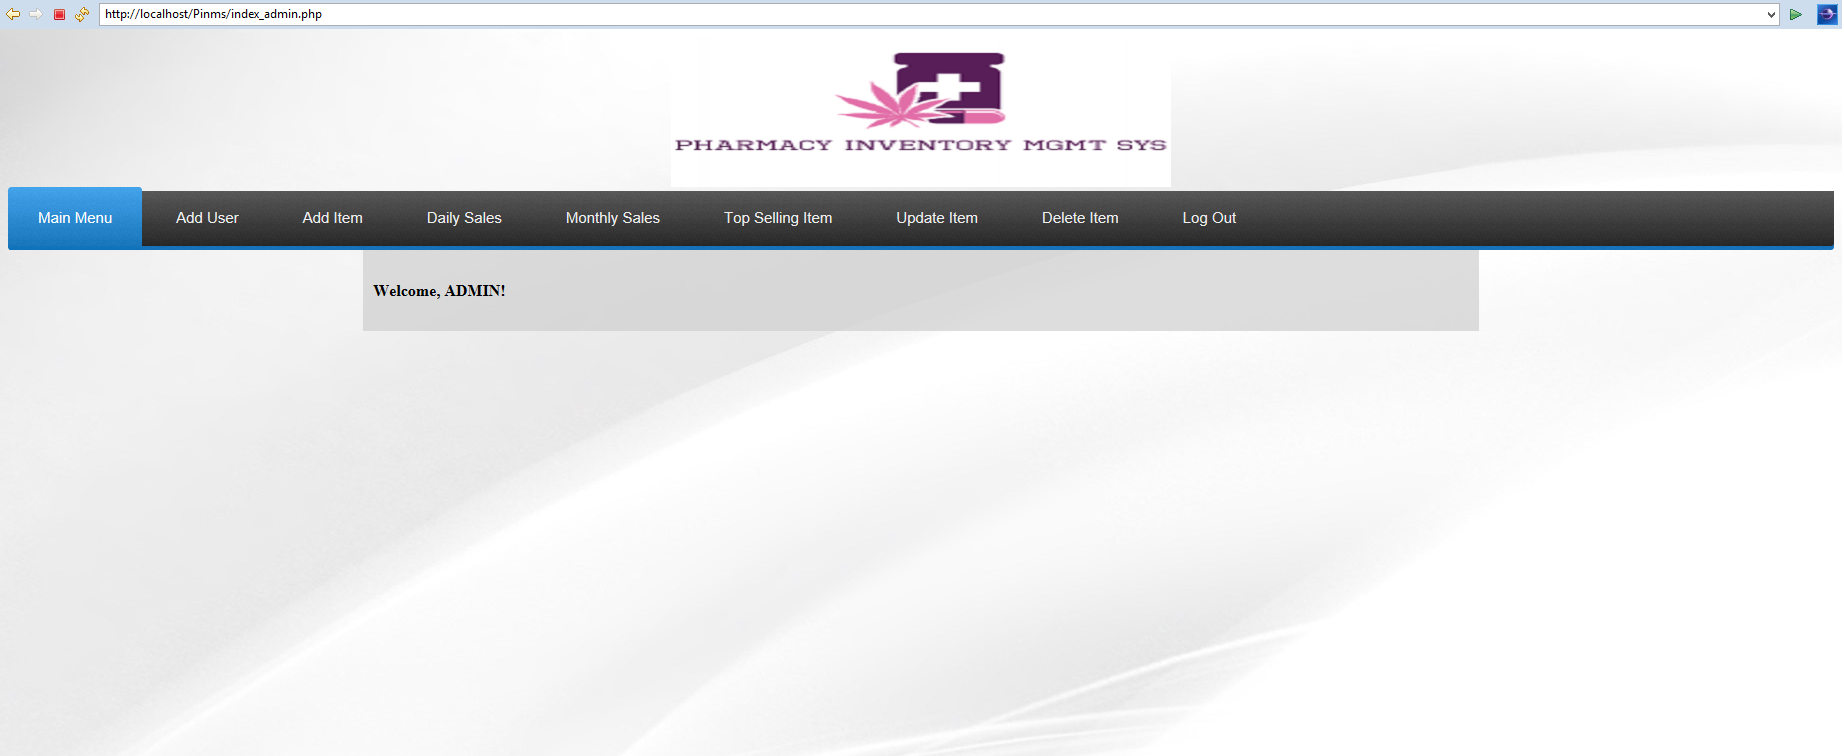 http://localhost/Pinms/index_admin.php
PHARMACY INVENTORY MGMT SYS
Main Menu Add User Add Item Daily Sales Monthly Sales Top Selling Item Update Item Delete Item Log Out
Welcome, ADMIN!